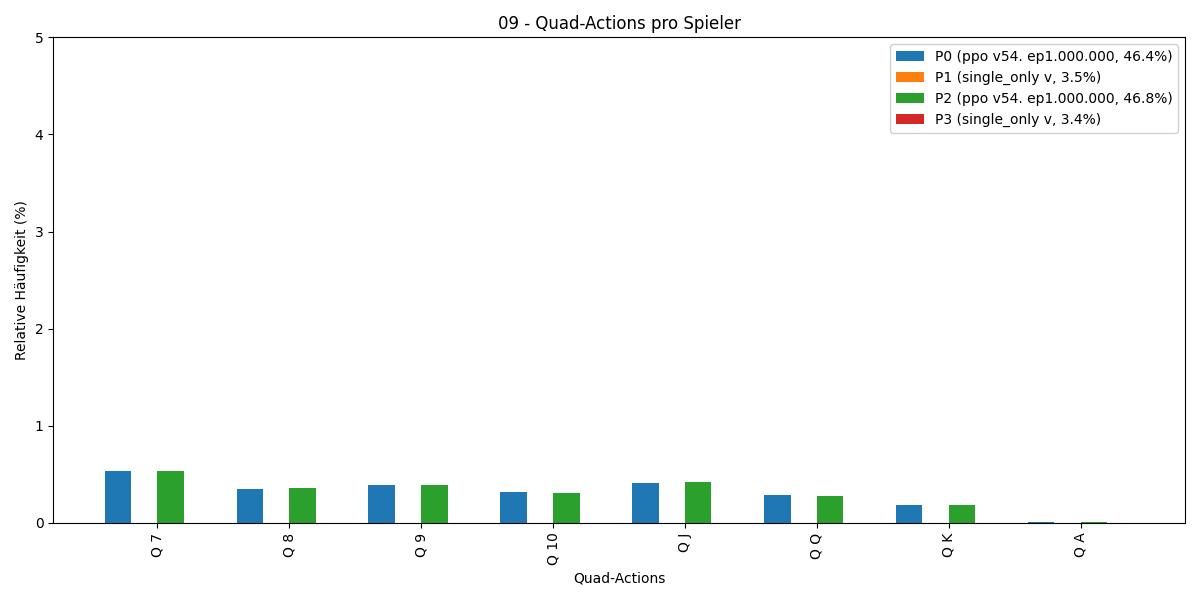 09 - Quad-Actions pro Spieler
P0 (ppo v54. ep1.000.000, 46.4%)
P1 (single_only v, 3.5%)
P2 (ppo v54. ep1.000.000, 46.8%)
P3 (single_only v, 3.4%)
Relative Häufigkeit (%)
5
4
3
2
1
0
Q 7
Q 8
Q 9
Q 10
Q J
Q Q
Q K
Q A
Quad-Actions